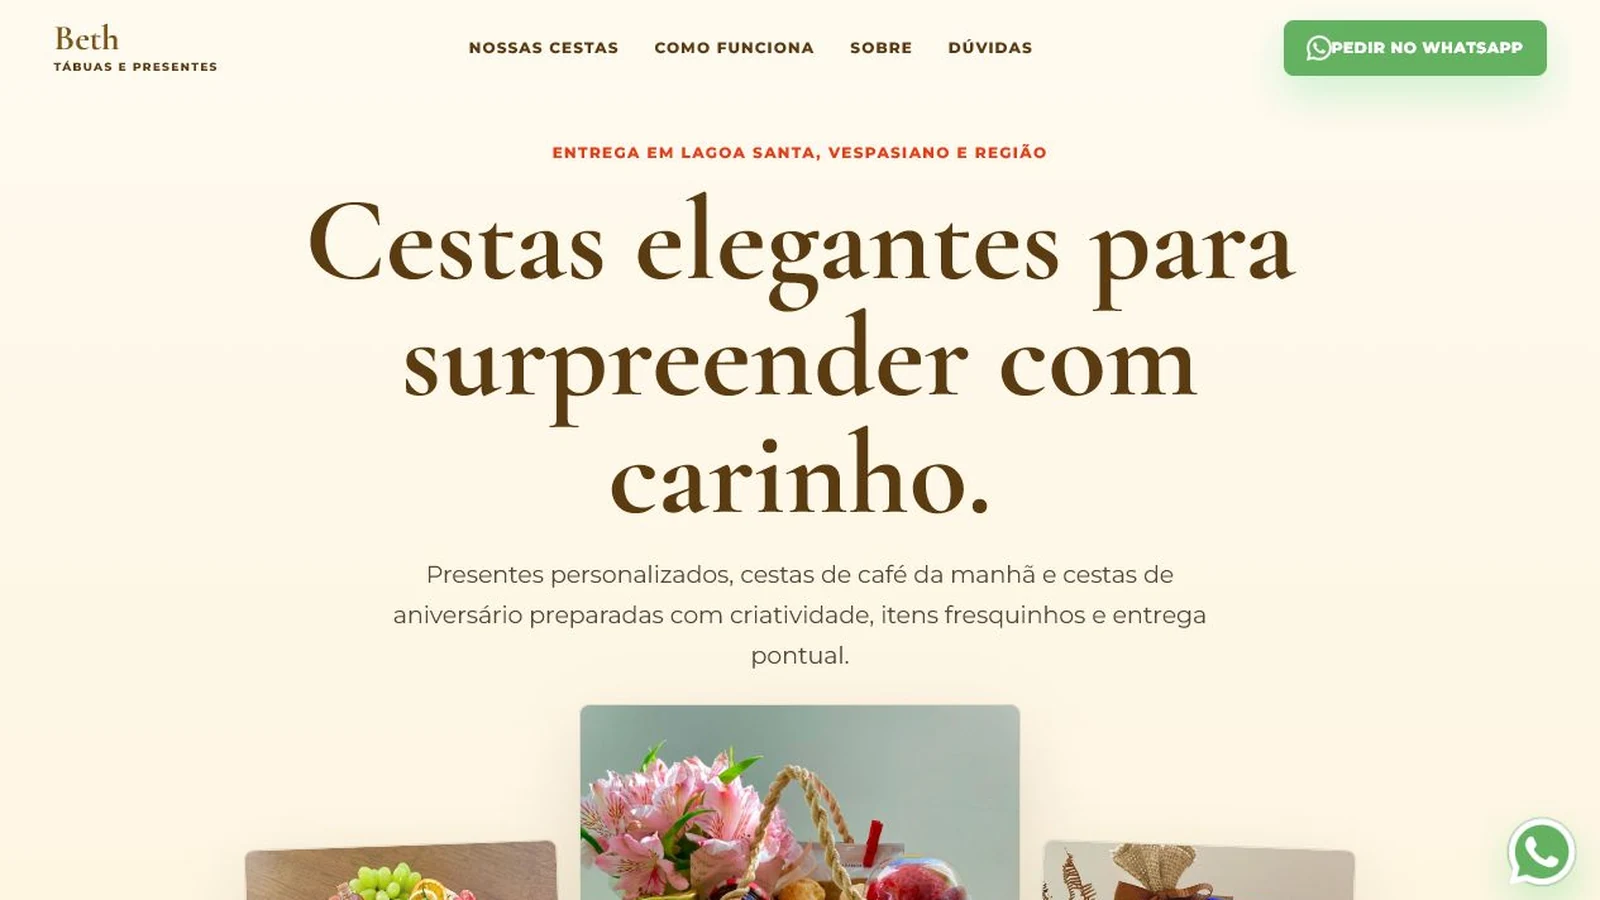 Beth
TÁBUAS E PRESENTES
NOSSAS CESTAS
COMO FUNCIONA
SOBRE
DÚVIDAS
PEDIR NO WHATSAPP
ENTREGA EM LAGOA SANTA, VESPASIANO E REGIÃO
Cestas elegantes para
surpreender com
carinho.
Presentes personalizados, cestas de café da manhã e cestas de
aniversário preparadas com criatividade, itens fresquinhos e entrega
pontual.